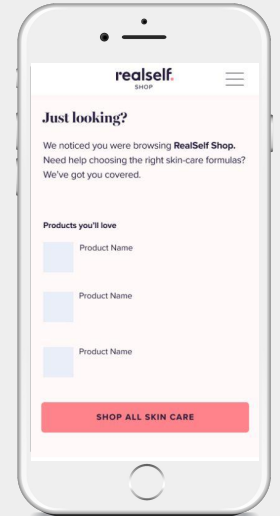 realself.
SHOP
Just looking?
We noticed you were browsing RealSelf Shop.
Need help choosing the right skin-care formulas?
We've got you covered.
Products you'll love
Product Name
Product Name
Product Name
SHOP ALL SKIN CARE